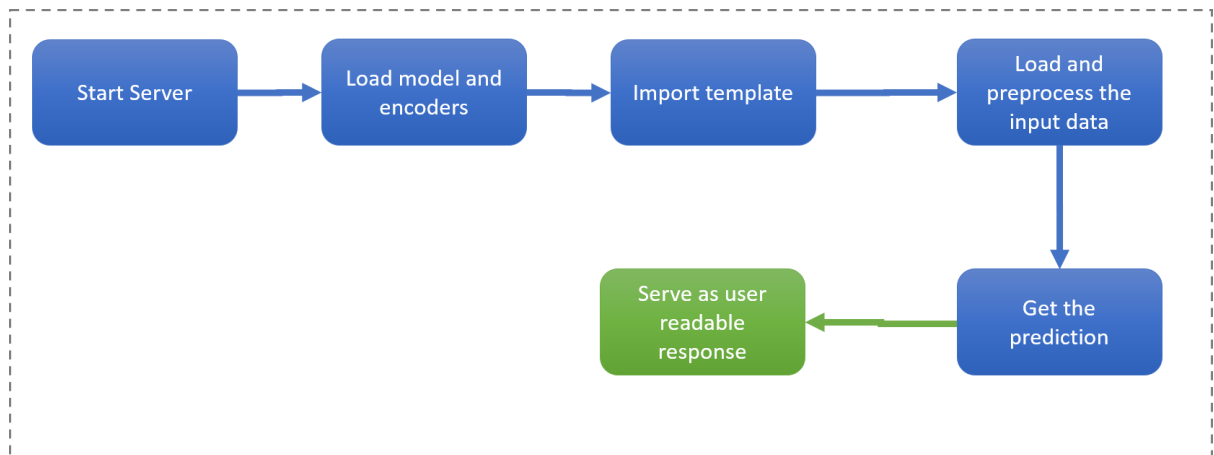 Start Server
Load model and
encoders
Import template
Load and
preprocess the
input data
Serve as user
readable
response
Get the
prediction